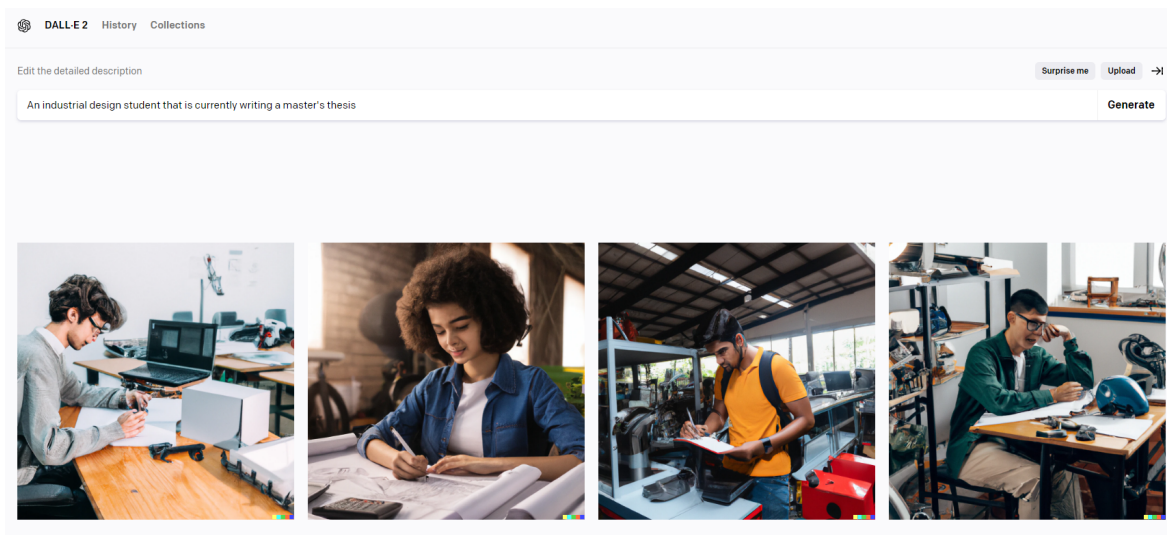 DALL·E 2 History Collections
Edit the detailed description
Surprise me Upload
An industrial design student that is currently writing a master's thesis
Generate